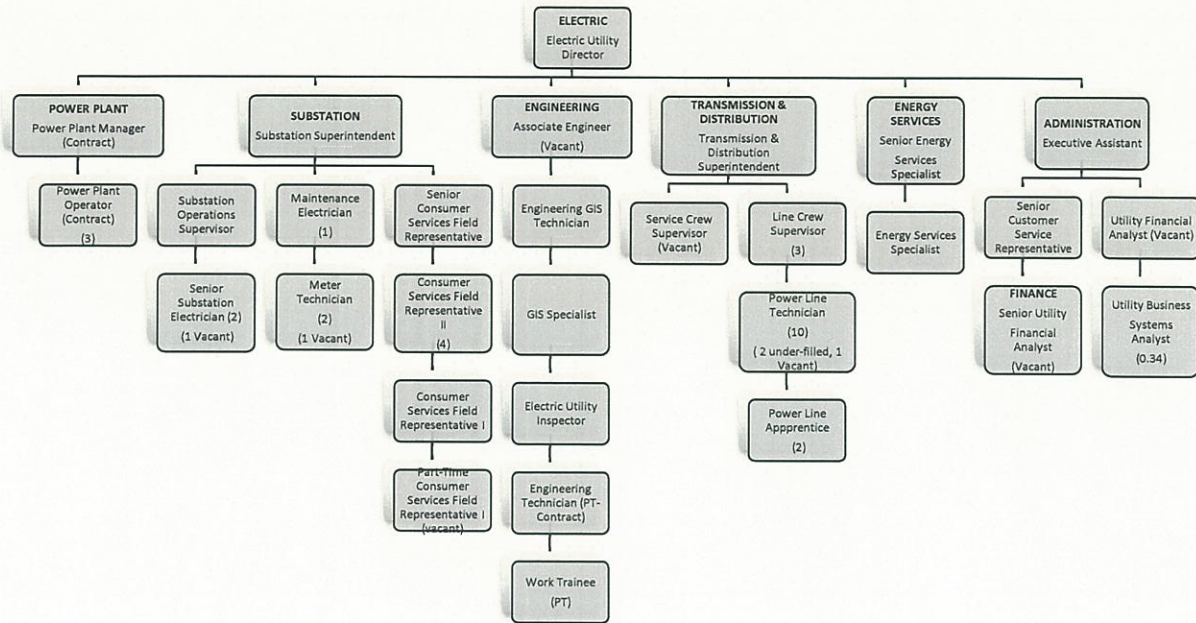 ELECTRIC
Electric Utility
Director
POWER PLANT
Power Plant Manager
(Contract)
Power Plant
Operator
(Contract)
(3)
SUBSTATION
Substation Superintendent
Substation
Operations
Supervisor
Senior
Substation
Electrician (2)
(1 Vacant)
Maintenance
Electrician
(1)
Meter
Technician
(2)
(1 Vacant)
Senior
Consumer
Services Field
Representative
Consumer
Services Field
Representative
II
(4)
Consumer
Services Field
Representative I
Part-Time
Consumer
Services Field
Representative I
(vacant)
ENGINEERING
Associate Engineer
(Vacant)
Engineering GIS
Technician
GIS Specialist
Electric Utility
Inspector
Engineering
Technician (PT-
Contract)
Work Trainee
(PT)
TRANSMISSION &
DISTRIBUTION
Transmission &
Distribution
Superintendent
Service Crew
Supervisor
(Vacant)
Line Crew
Supervisor
(3)
Power Line
Technician
(10)
( 2 under-filled, 1
Vacant)
Power Line
Appprentice
(2)
ENERGY
SERVICES
Senior Energy
Services
Specialist
Energy Services
Specialist
ADMINISTRATION
Executive Assistant
Senior
Customer
Service
Representative
FINANCE
Senior Utility
Financial
Analyst
(Vacant)
Utility Financial
Analyst (Vacant)
Utility Business
Systems
Analyst
(0.34)